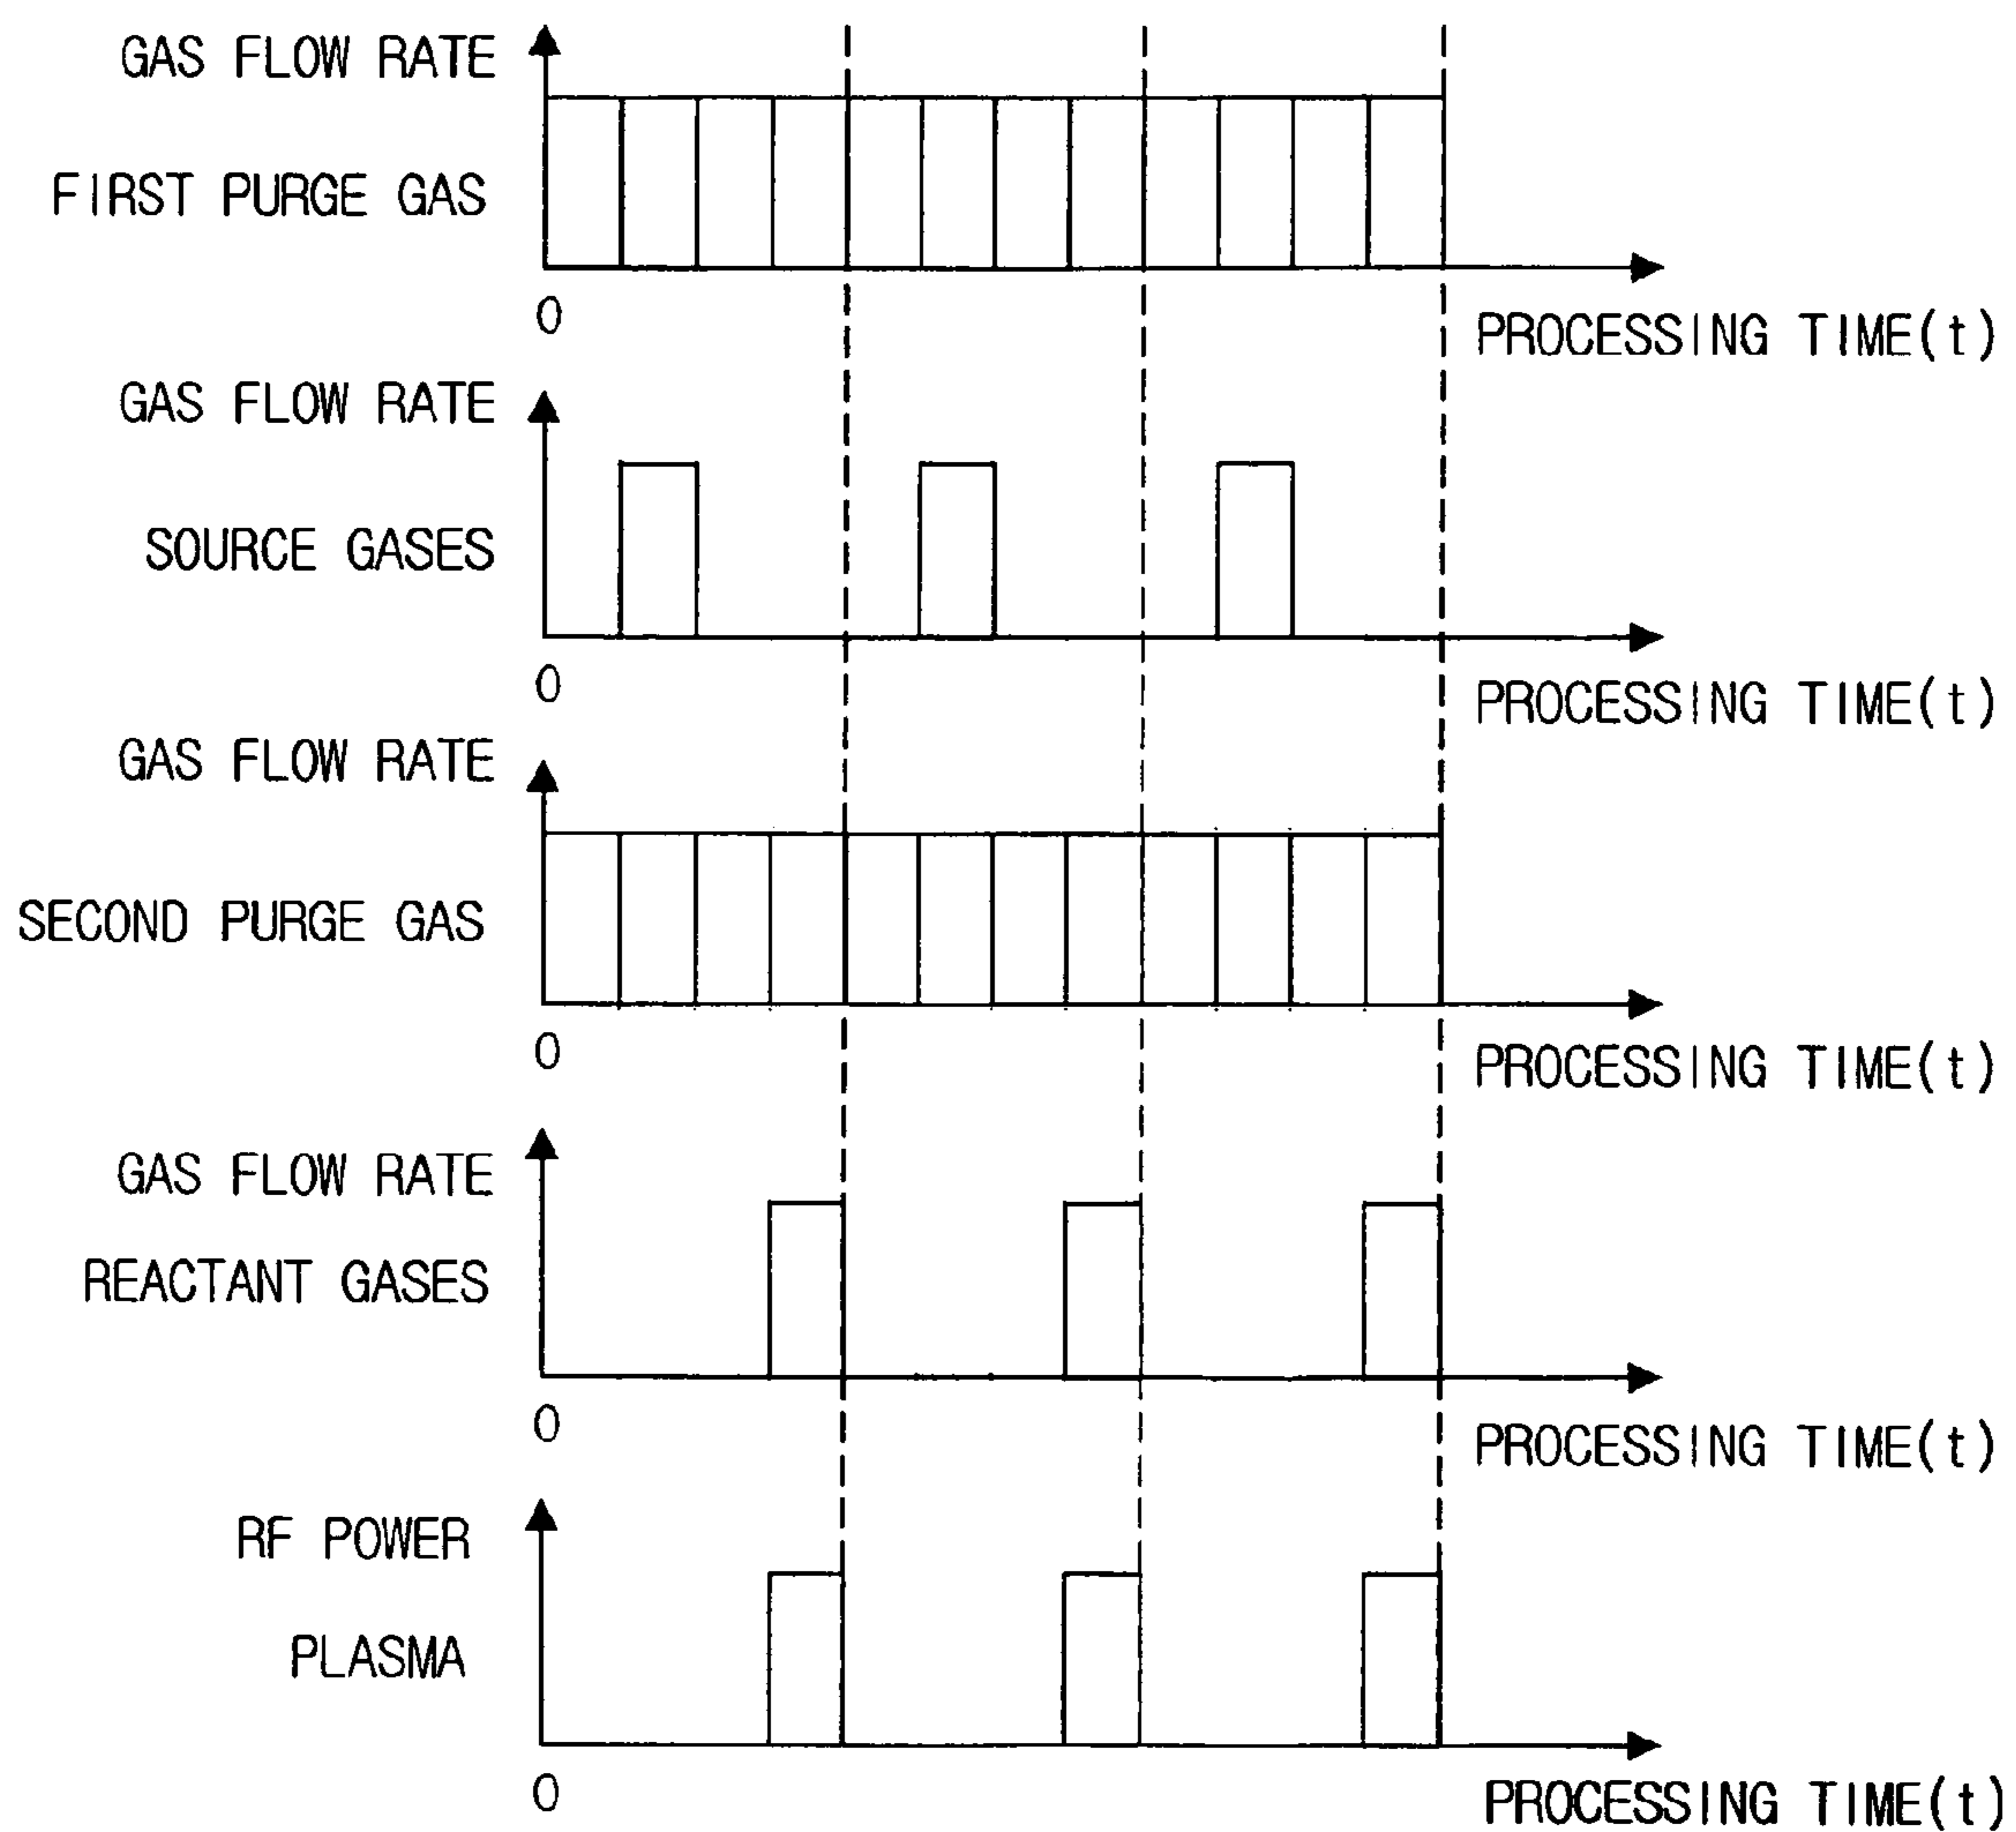 GAS FLOW RATE
FIRST PURGE GAS
0
PROCESSING TIME(t)
GAS FLOW RATE
SOURCE GASES
0
PROCESSING TIME(t)
GAS FLOW RATE
SECOND PURGE GAS
0
PROCESSING TIME(t)
GAS FLOW RATE
REACTANT GASES
0
PROCESSING TIME(t)
RF POWER
PLASMA
0
PROCESSING TIME(t)